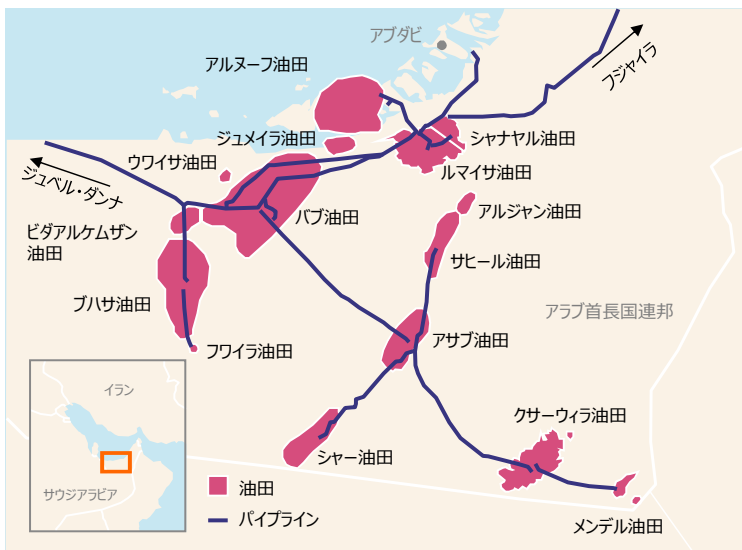 アブダビ
アルヌーフ油田
フジャイラ
ジュメイラ油田
シャナヤル油田
ウワイサ油田
ルマイサ油田
ジュベル・ダンナ
アルジャン油田
バブ油田
ビダアルケムザン
油田
サヒール油田
ブハサ油田
アラブ首長国連邦
アサブ油田
フワイラ油田
イラン
クサーウィラ油田
シャー油田
サウジアラビア
油田
パイプライン
メンデル油田